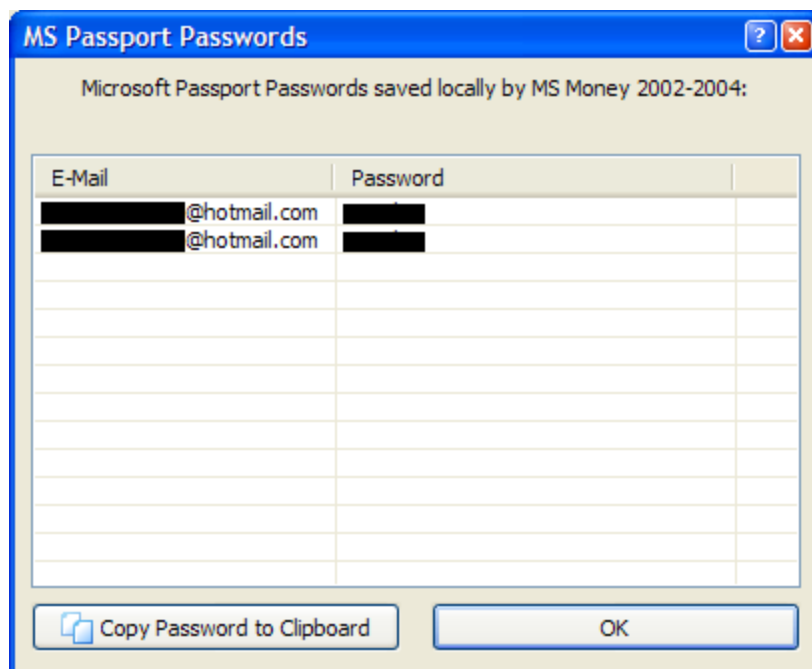 MS Passport Passwords
Microsoft Passport Passwords saved locally by MS Money 2002-2004:
E-Mail Password
@hotmail.com
@hotmail.com
Copy Password to Clipboard OK